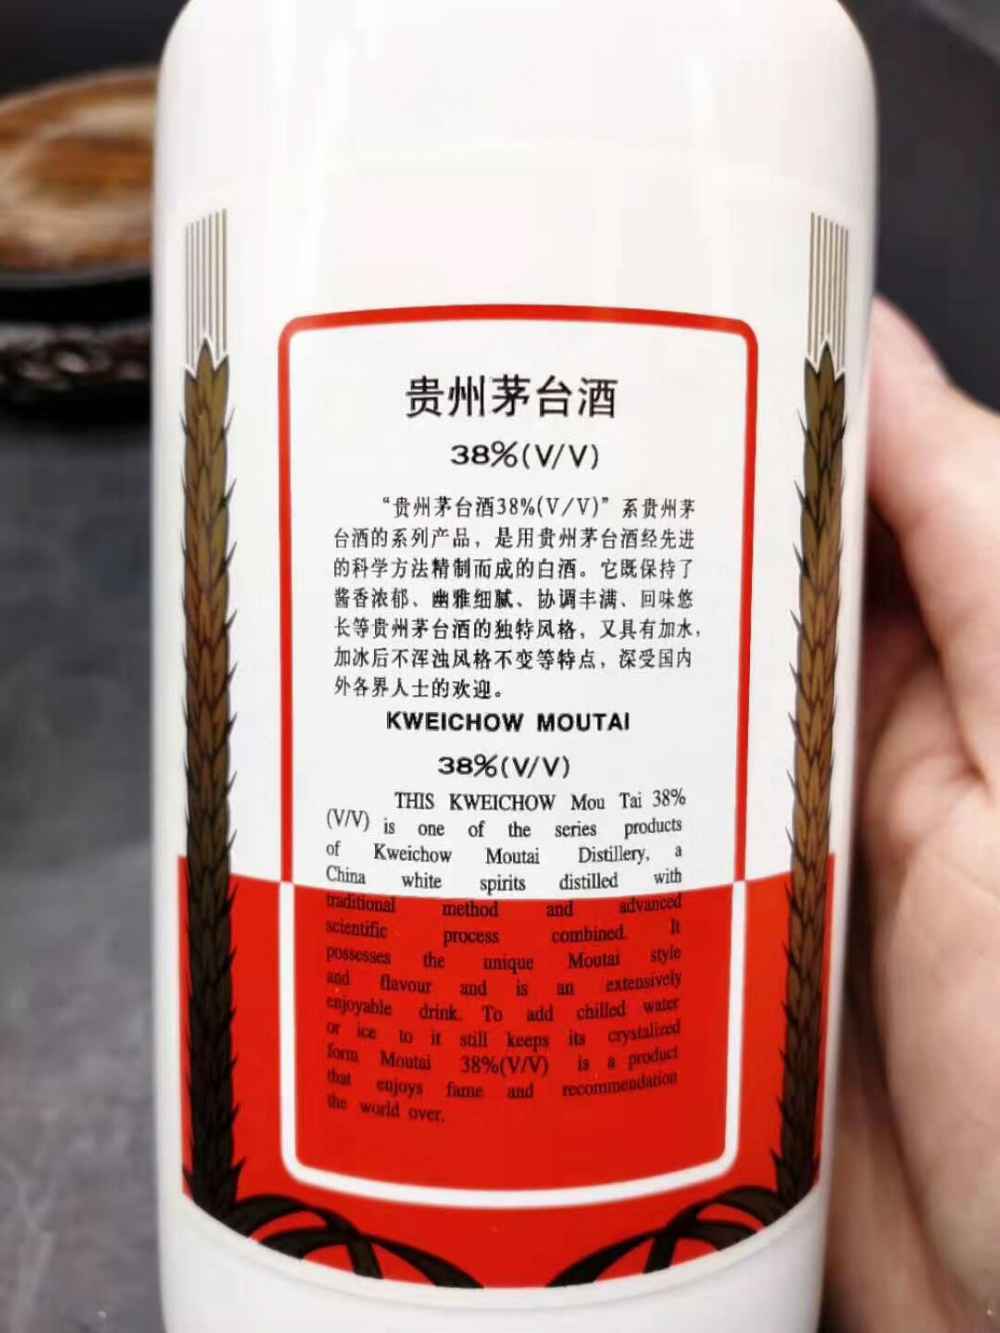 贵州茅台酒
38%(V/V)
“贵州茅台酒38%(V/V)”系贵州茅
台酒的系列产品，是用贵州茅台酒经先进
的科学方法精制而成的白酒。它既保持了
酱香浓郁、幽雅细腻、协调丰满、回味悠
长等贵州茅台酒的独特风格，又具有加水，
加冰后不浑浊风格不变等特点，深受国内
外各界人士的欢迎。
KWEICHOW MOUTAI
38%(V/V)
THIS KWEICHOW Mou Tai 38%
(V/V) is one of the series products
of Kweichow Moutai Distillery, a
China white spirits distilled with
traditional method and advanced
scientific process combined. It
possesses the unique Moutai style
and flavour and is an extensively
enjoyable drink. To add chilled water
or ice to it still keeps its crystalized
form Moutai 38%(V/V) is a product
that enjoys fame and recommendation
the world over.